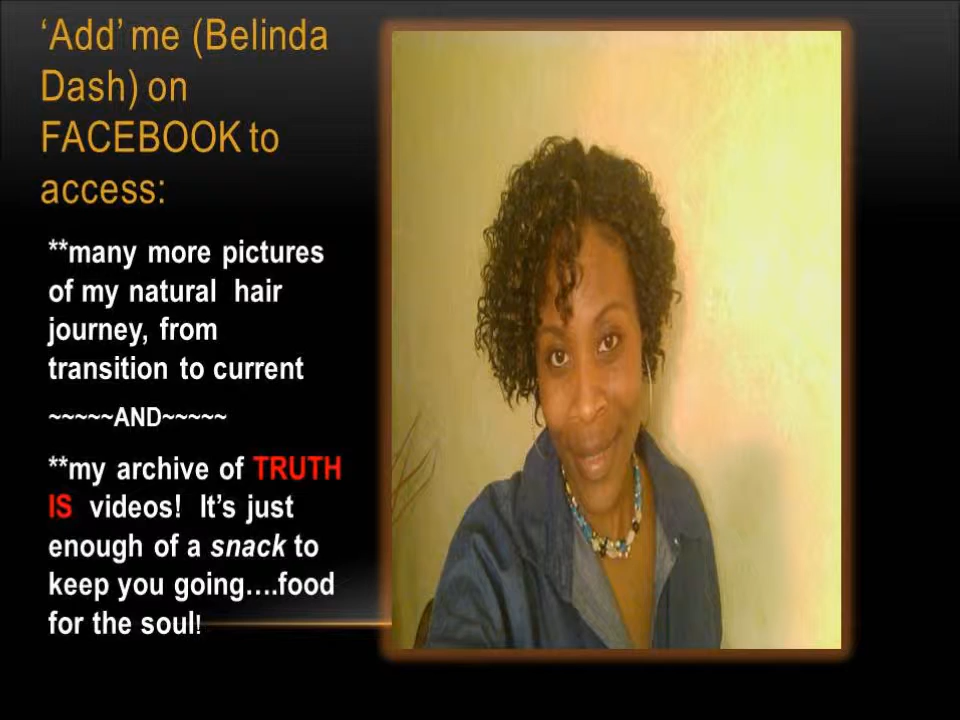 ‘Add’ me (Belinda
Dash) on
FACEBOOK to
access:
**many more pictures
of my natural hair
journey, from
transition to current
~~~~~AND~~~~~
**my archive of TRUTH
IS videos! It’s just
enough of a snack to
keep you going….food
for the soul!